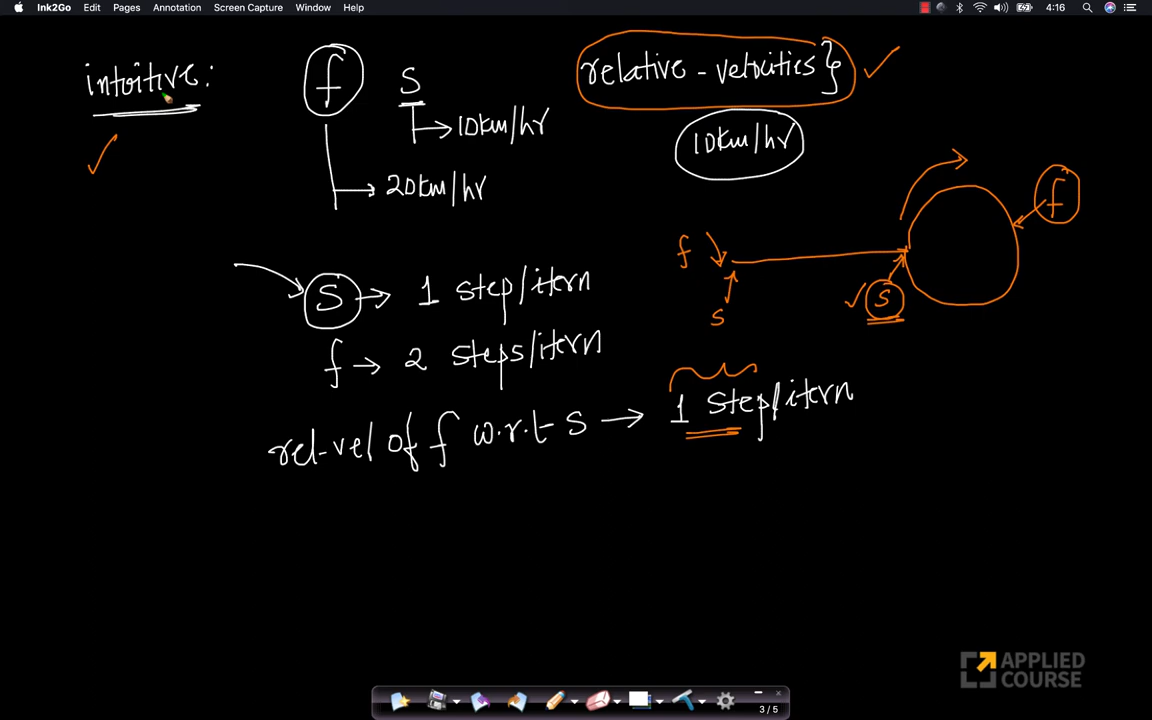 Ink2Go Edit Pages Annotation Screen Capture Window Help 4:16
intuitive:
f S
relative - velocities}
10km/hr
10km/hr
20km/hr
f
f
S
S
S → 1 step/itern
f → 2 steps/itern
rel-vel of f w.r.t S → 1 step/itern
APPLIED
COURSE
3 / 5